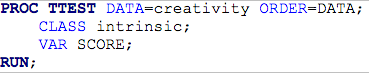 PROC TTEST DATA=creativity ORDER=DATA;
CLASS intrinsic;
VAR SCORE;
RUN;